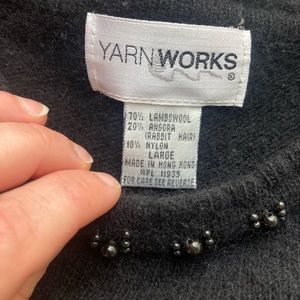 YARNWORKS®
70% LAMBSWOOL
20% ANGORA
(RABBIT HAIR)
10% NYLON
LARGE
MADE IN HONG KONG
WPL 11935
FOR CARE SEE REVERSE